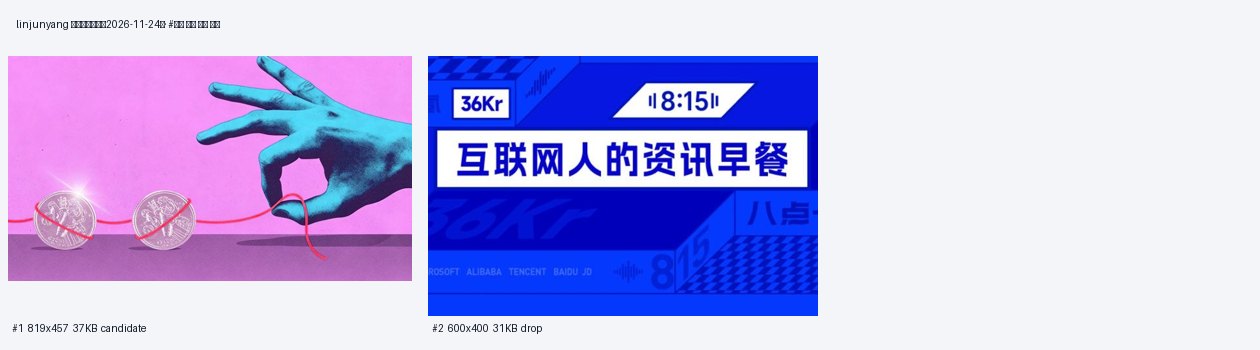 linjunyang 2026-11-24 #
36Kr
8:15
互联网人的资讯早餐
36Kr
八点
815
ROSOFT ALIBABA TENCENT BAIDU JD
#1 819x457 37KB candidate
#2 600x400 31KB drop